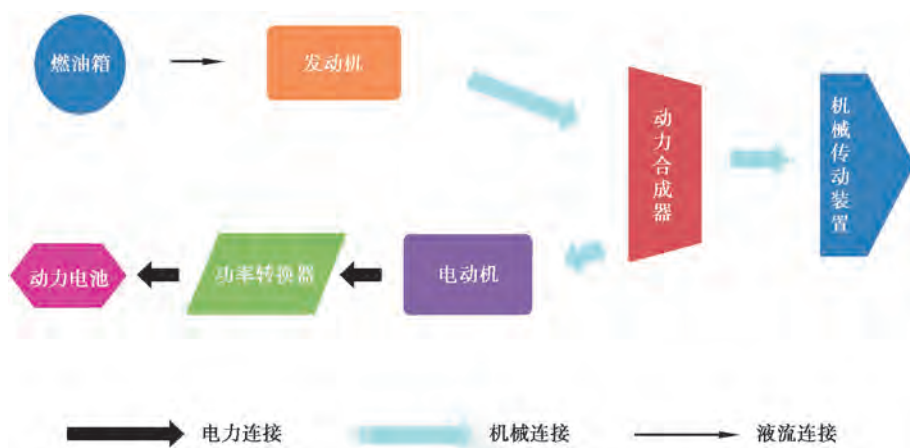 燃油箱
发动机
动力合成器
机械传动装置
动力电池
功率转换器
电动机
电力连接
机械连接
液流连接